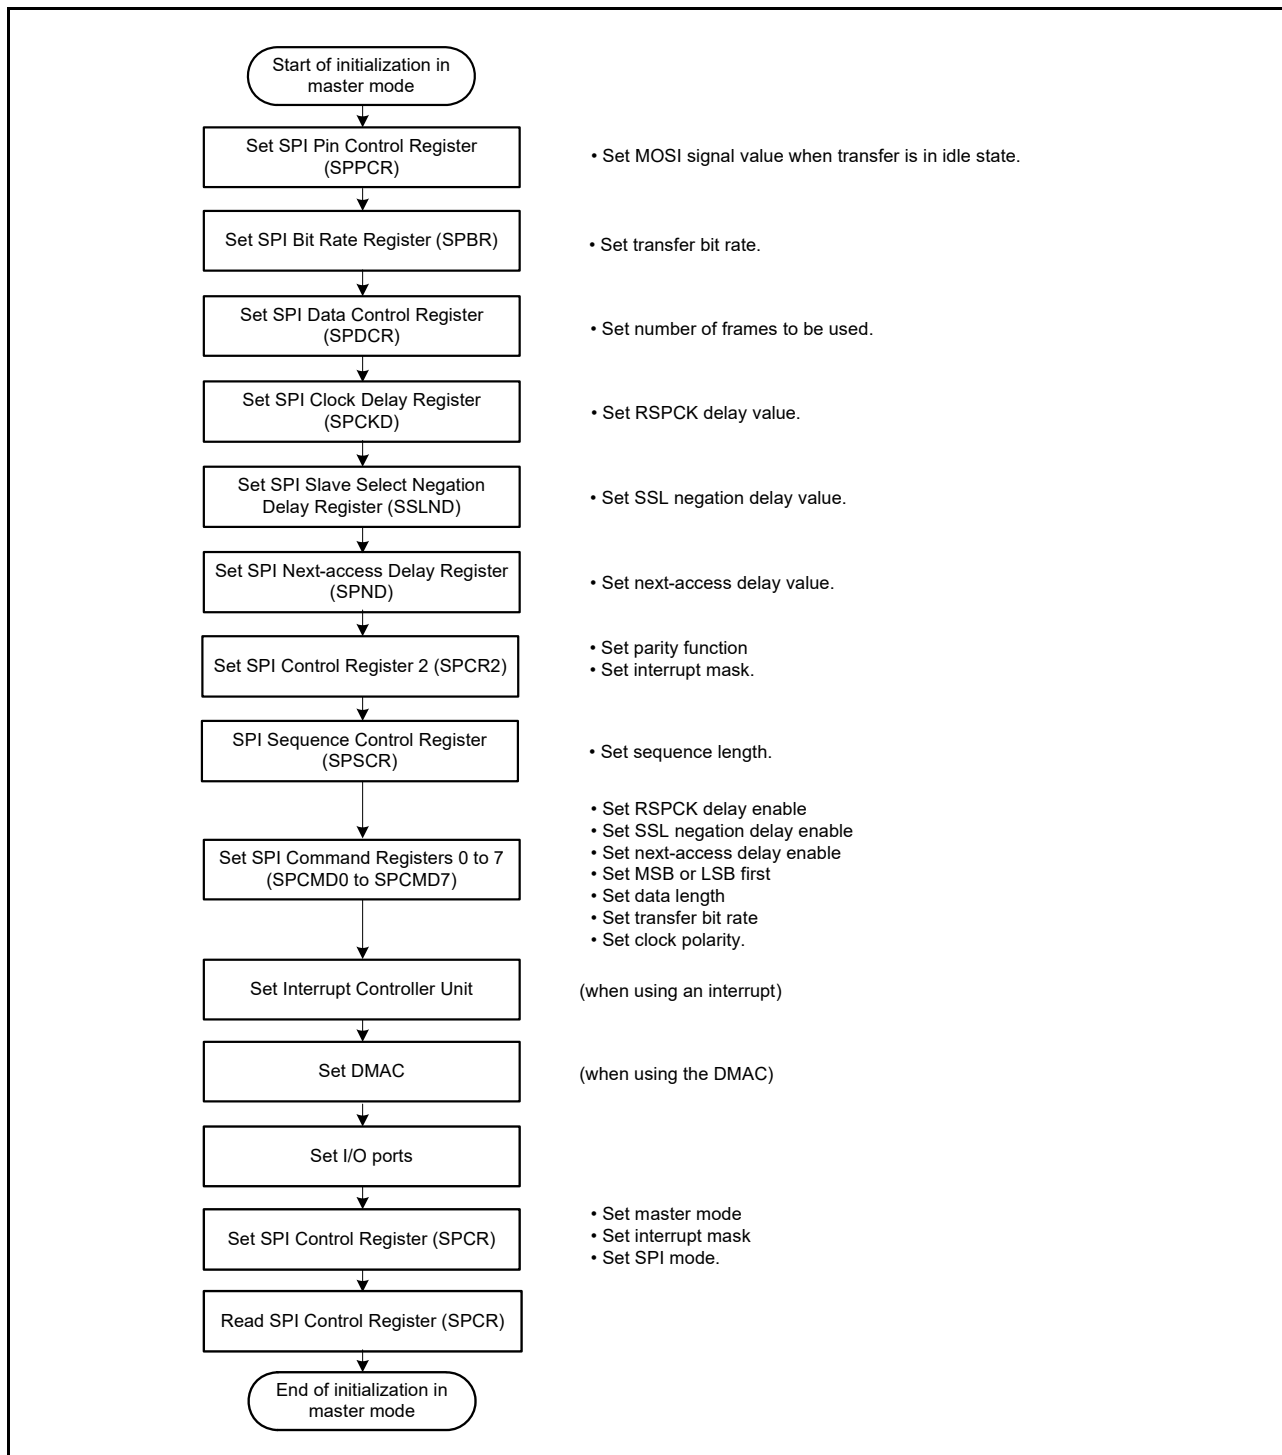 Start of initialization in
master mode
Set SPI Pin Control Register
(SPPCR)
• Set MOSI signal value when transfer is in idle state.
Set SPI Bit Rate Register (SPBR)
• Set transfer bit rate.
Set SPI Data Control Register
(SPDCR)
• Set number of frames to be used.
Set SPI Clock Delay Register
(SPCKD)
• Set RSPCK delay value.
Set SPI Slave Select Negation
Delay Register (SSLND)
• Set SSL negation delay value.
Set SPI Next-access Delay Register
(SPND)
• Set next-access delay value.
Set SPI Control Register 2 (SPCR2)
• Set parity function
• Set interrupt mask.
SPI Sequence Control Register
(SPSCR)
• Set sequence length.
Set SPI Command Registers 0 to 7
(SPCMD0 to SPCMD7)
• Set RSPCK delay enable
• Set SSL negation delay enable
• Set next-access delay enable
• Set MSB or LSB first
• Set data length
• Set transfer bit rate
• Set clock polarity.
Set Interrupt Controller Unit
(when using an interrupt)
Set DMAC
(when using the DMAC)
Set I/O ports
Set SPI Control Register (SPCR)
• Set master mode
• Set interrupt mask
• Set SPI mode.
Read SPI Control Register (SPCR)
End of initialization in
master mode